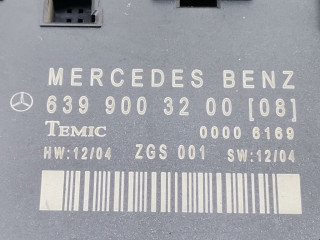 MERCEDES BENZ
639 900 32 00 [08]
TEMIC 0000 6169
HW:12/04 ZGS 001 SW:12/04